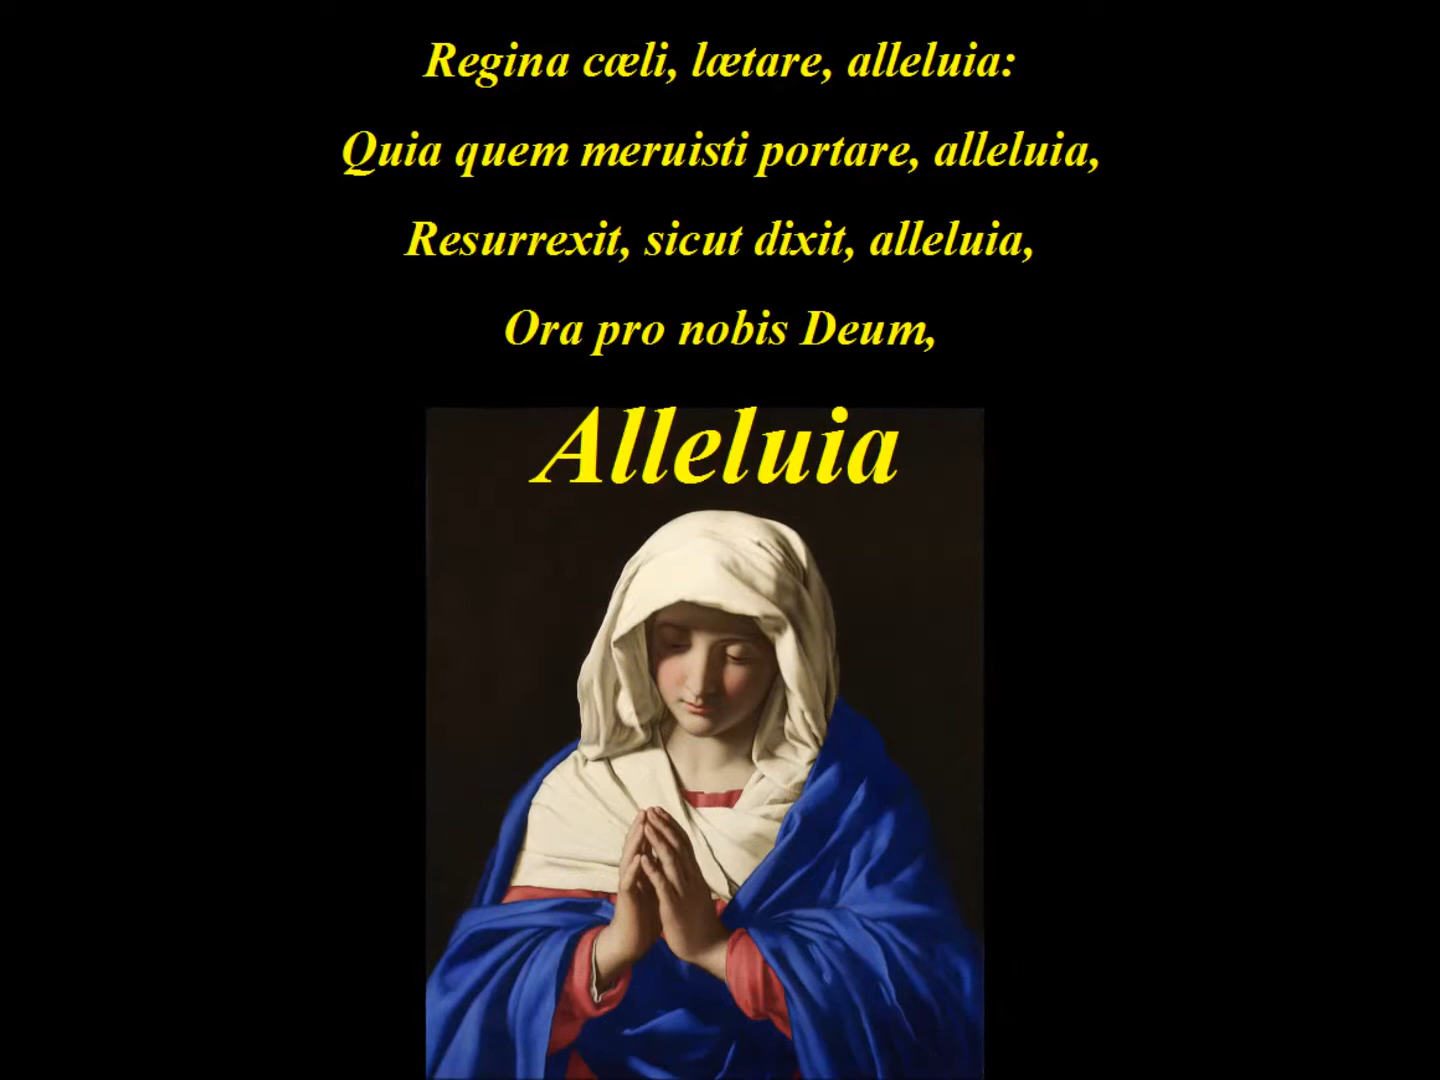 Regina cæli, lætare, alleluia:
Quia quem meruisti portare, alleluia,
Resurrexit, sicut dixit, alleluia,
Ora pro nobis Deum,
Alleluia